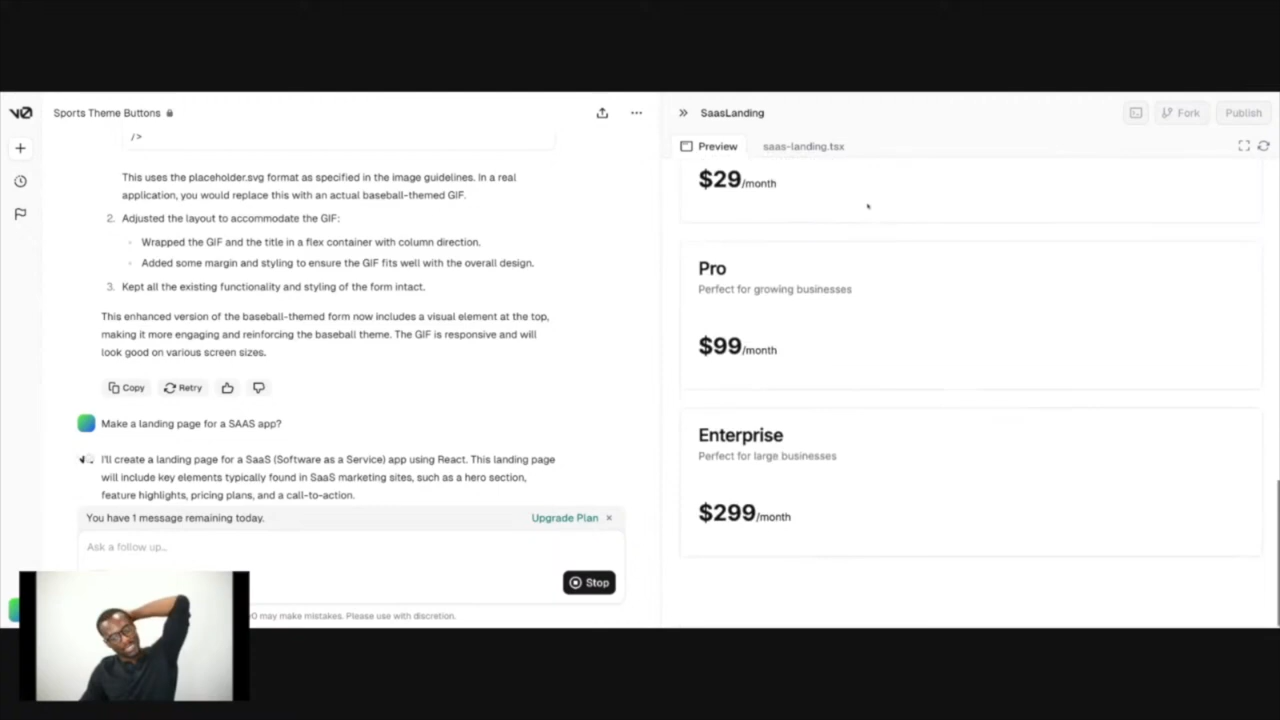 v0
Sports Theme Buttons
/>
This uses the placeholder.svg format as specified in the image guidelines. In a real
application, you would replace this with an actual baseball-themed GIF.
2. Adjusted the layout to accommodate the GIF:
Wrapped the GIF and the title in a flex container with column direction.
Added some margin and styling to ensure the GIF fits well with the overall design.
3. Kept all the existing functionality and styling of the form intact.
This enhanced version of the baseball-themed form now includes a visual element at the top,
making it more engaging and reinforcing the baseball theme. The GIF is responsive and will
look good on various screen sizes.
Copy Retry
Make a landing page for a SAAS app?
I'll create a landing page for a SaaS (Software as a Service) app using React. This landing page
will include key elements typically found in SaaS marketing sites, such as a hero section,
feature highlights, pricing plans, and a call-to-action.
You have 1 message remaining today. Upgrade Plan ×
Ask a follow up...
Stop
0 may make mistakes. Please use with discretion.
SaasLanding
Fork Publish
Preview saas-landing.tsx
$29/month
Pro
Perfect for growing businesses
$99/month
Enterprise
Perfect for large businesses
$299/month